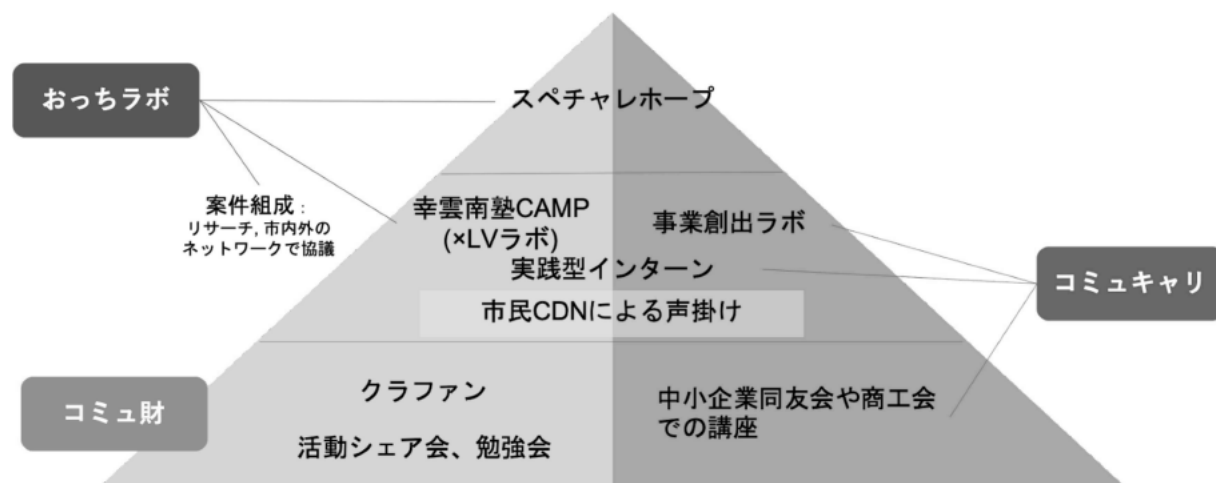 おっちラボ
スペチャレホープ
案件組成：
リサーチ, 市内外の
ネットワークで協議
幸雲南塾CAMP
(×LVラボ)
事業創出ラボ
実践型インターン
市民CDNによる声掛け
コミュキャリ
コミュ財
クラファン
活動シェア会、勉強会
中小企業同友会や商工会
での講座